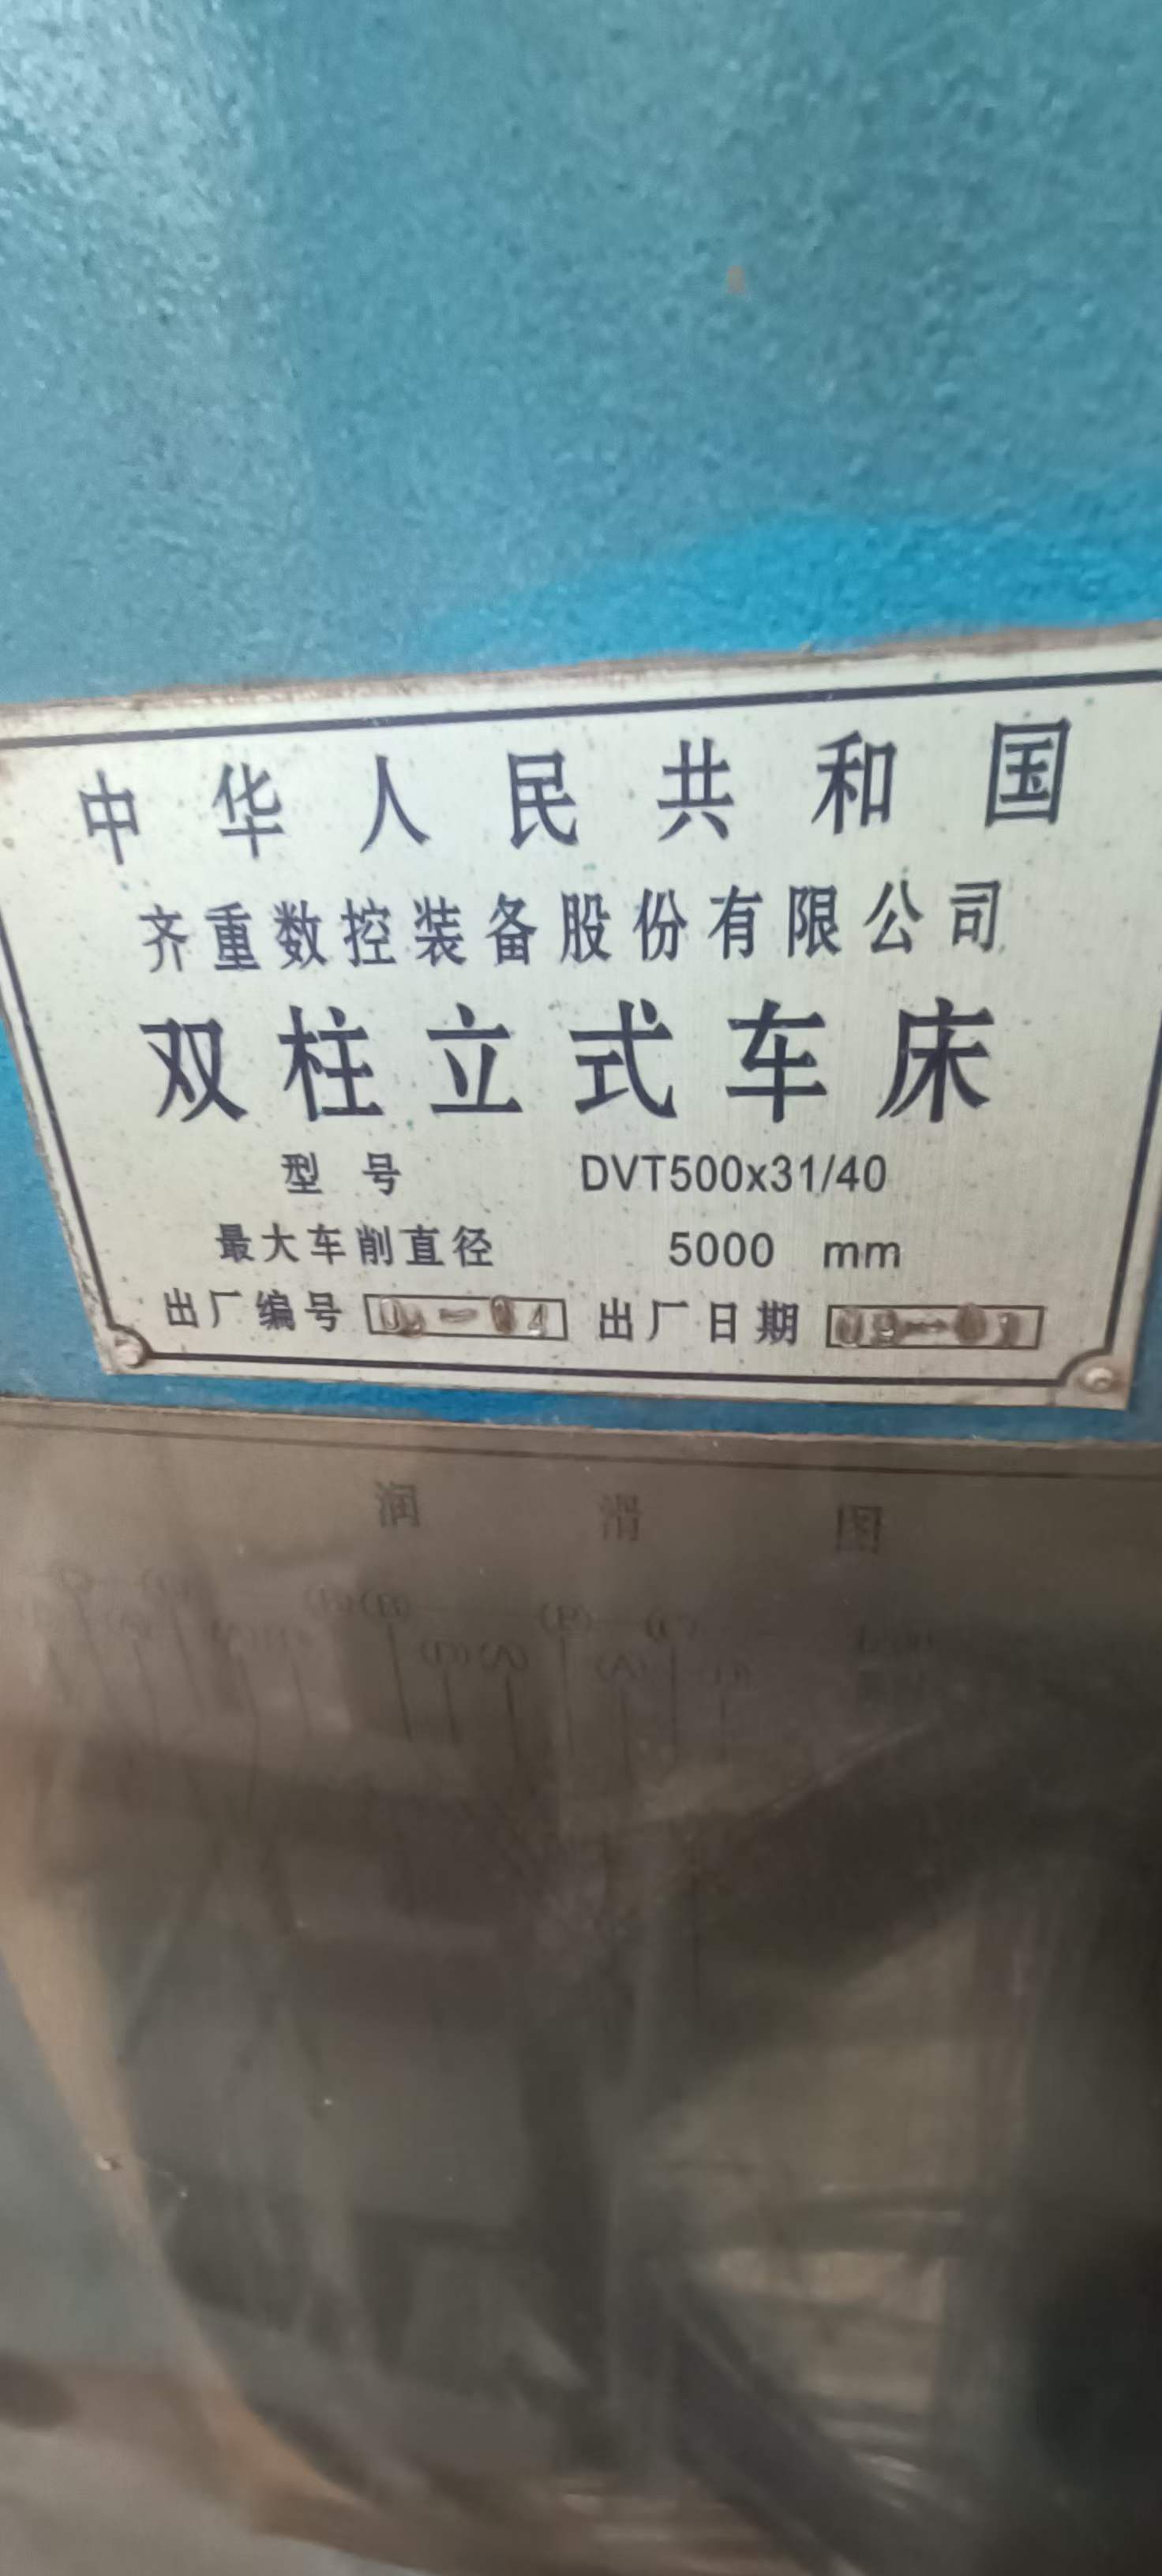 中华人民共和国
齐重数控装备股份有限公司
双柱立式车床
型号 DVT500x31/40
最大车削直径 5000 mm
出厂编号 出厂日期
润滑图